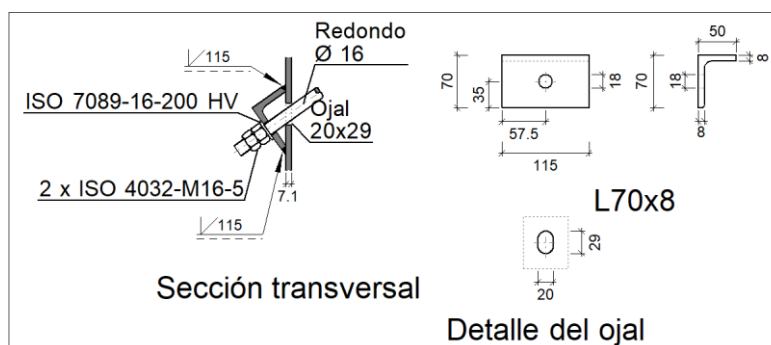 115
Redondo
Ø 16
ISO 7089-16-200 HV
Ojal
20x29
2 x ISO 4032-M16-5
7.1
115
Sección transversal
70
35
18
57.5
115
50
8
70
18
8
L70x8
29
20
Detalle del ojal